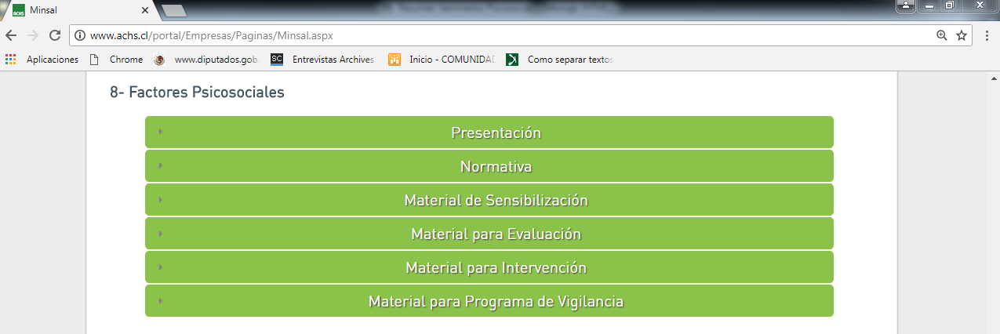 Minsal
www.achs.cl/portal/Empresas/Paginas/Minsal.aspx
Aplicaciones Chrome www.diputados.gob. SC Entrevistas Archives Inicio - COMUNIDAD Como separar textos
8- Factores Psicosociales
Presentación
Normativa
Material de Sensibilización
Material para Evaluación
Material para Intervención
Material para Programa de Vigilancia